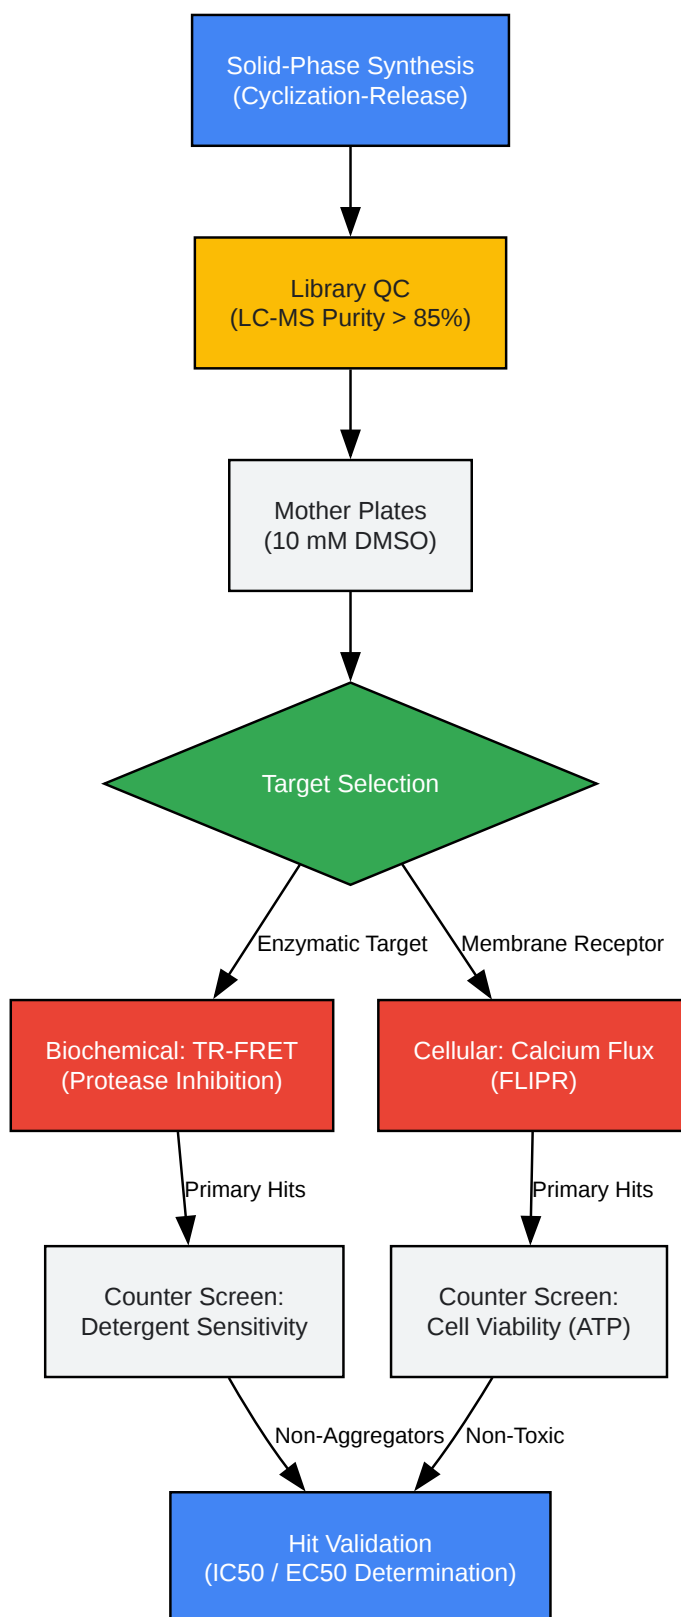 Solid-Phase Synthesis
(Cyclization-Release)
Library QC
(LC-MS Purity > 85%)
Mother Plates
(10 mM DMSO)
Target Selection
Enzymatic Target
Membrane Receptor
Biochemical: TR-FRET
(Protease Inhibition)
Cellular: Calcium Flux
(FLIPR)
Primary Hits
Primary Hits
Counter Screen:
Detergent Sensitivity
Counter Screen:
Cell Viability (ATP)
Non-Aggregators
Non-Toxic
Hit Validation
(IC50 / EC50 Determination)